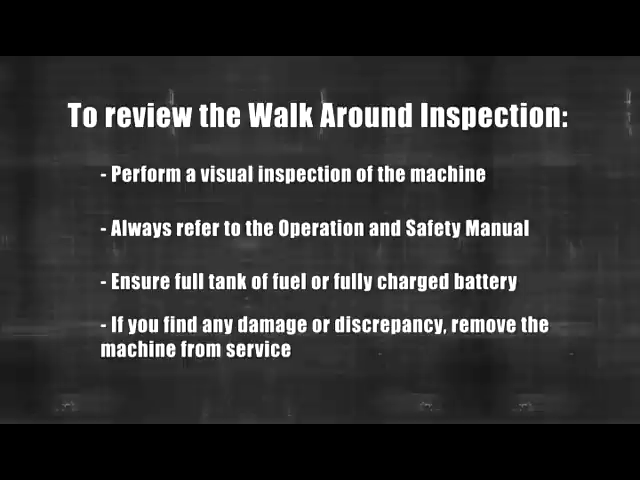 To review the Walk Around Inspection:
- Perform a visual inspection of the machine
- Always refer to the Operation and Safety Manual
- Ensure full tank of fuel or fully charged battery
- If you find any damage or discrepancy, remove the
machine from service